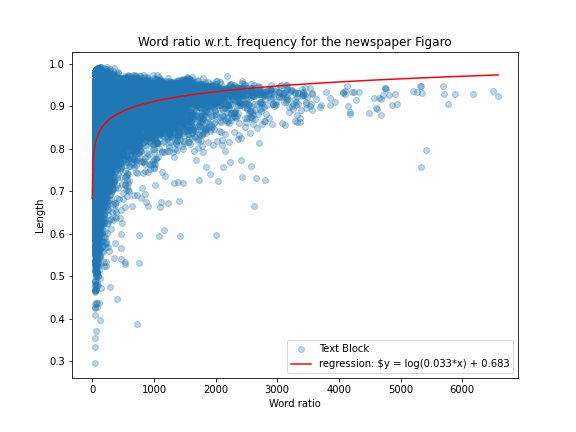 Word ratio w.r.t. frequency for the newspaper Figaro
1.0
0.9
0.8
0.7
0.6
0.5
0.4
0.3
Length
Text Block
regression: $y = log(0.033*x) + 0.683
0 1000 2000 3000 4000 5000 6000
Word ratio